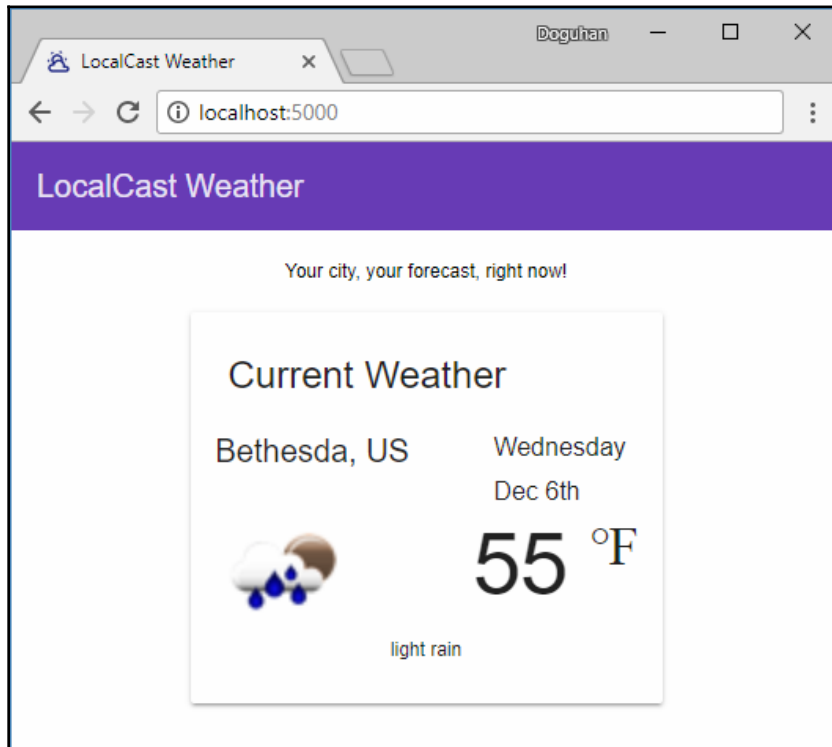 Doguhan
LocalCast Weather
localhost:5000
LocalCast Weather
Your city, your forecast, right now!
Current Weather
Bethesda, US
Wednesday
Dec 6th
55 °F
light rain